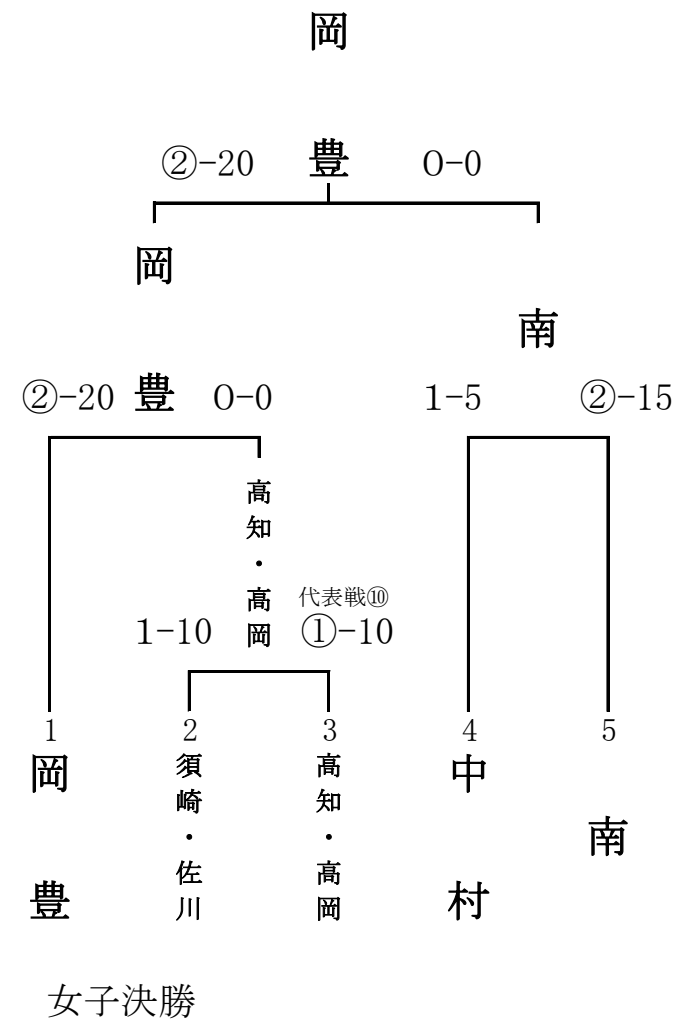 岡豊
②-20
0-0
岡豊
②-20
0-0
南
1-5
②-15
高知・高岡
1-10
代表戦⑩
①-10
1
2
3
4
5
岡豊
須崎・佐川
高知・高岡
中村
南
女子決勝